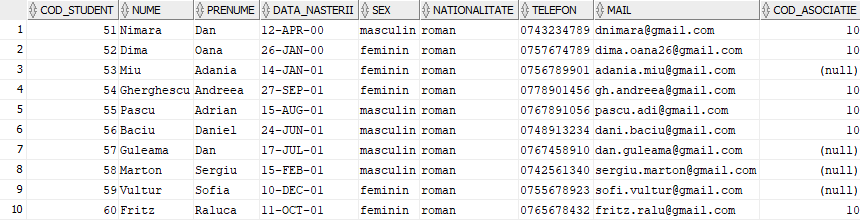 COD_STUDENT NUME PRENUME DATA_NASTERII SEX NATIONALITATE TELEFON MAIL COD_ASOCIATIE
1 51 Nimara Dan 12-APR-00 masculin roman 0743234789 dnimara@gmail.com 10
2 52 Dima Oana 26-JAN-00 feminin roman 0757674789 dima.oana26@gmail.com 10
3 53 Miu Adania 14-JAN-01 feminin roman 0756789901 adania.miu@gmail.com (null)
4 54 Gherghescu Andreea 27-SEP-01 feminin roman 0778901456 gh.andreea@gmail.com 10
5 55 Pascu Adrian 15-AUG-01 masculin roman 0767891056 pascu.adi@gmail.com 10
6 56 Baciu Daniel 24-JUN-01 masculin roman 0748913234 dani.baciu@gmail.com 10
7 57 Guleama Dan 17-JUL-01 masculin roman 0767458910 dan.guleama@gmail.com (null)
8 58 Marton Sergiu 15-FEB-01 masculin roman 0742561340 sergiu.marton@gmail.com (null)
9 59 Vultur Sofia 10-DEC-01 feminin roman 0755678923 sofi.vultur@gmail.com (null)
10 60 Fritz Raluca 11-OCT-01 feminin roman 0765678432 fritz.ralu@gmail.com 10